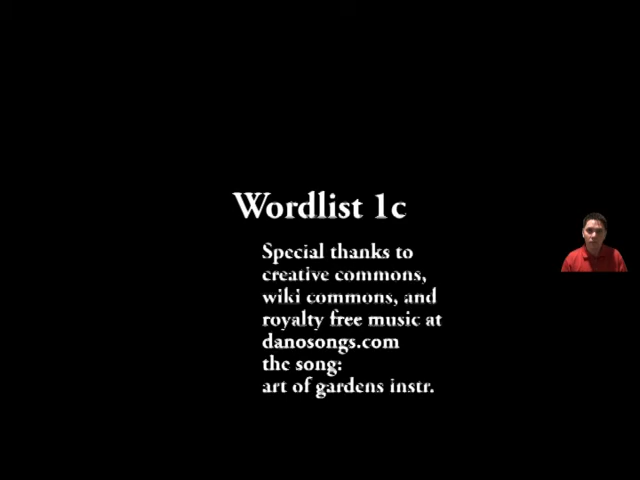 Wordlist 1c
Special thanks to
creative commons,
wiki commons, and
royalty free music at
danosongs.com
the song:
art of gardens instr.